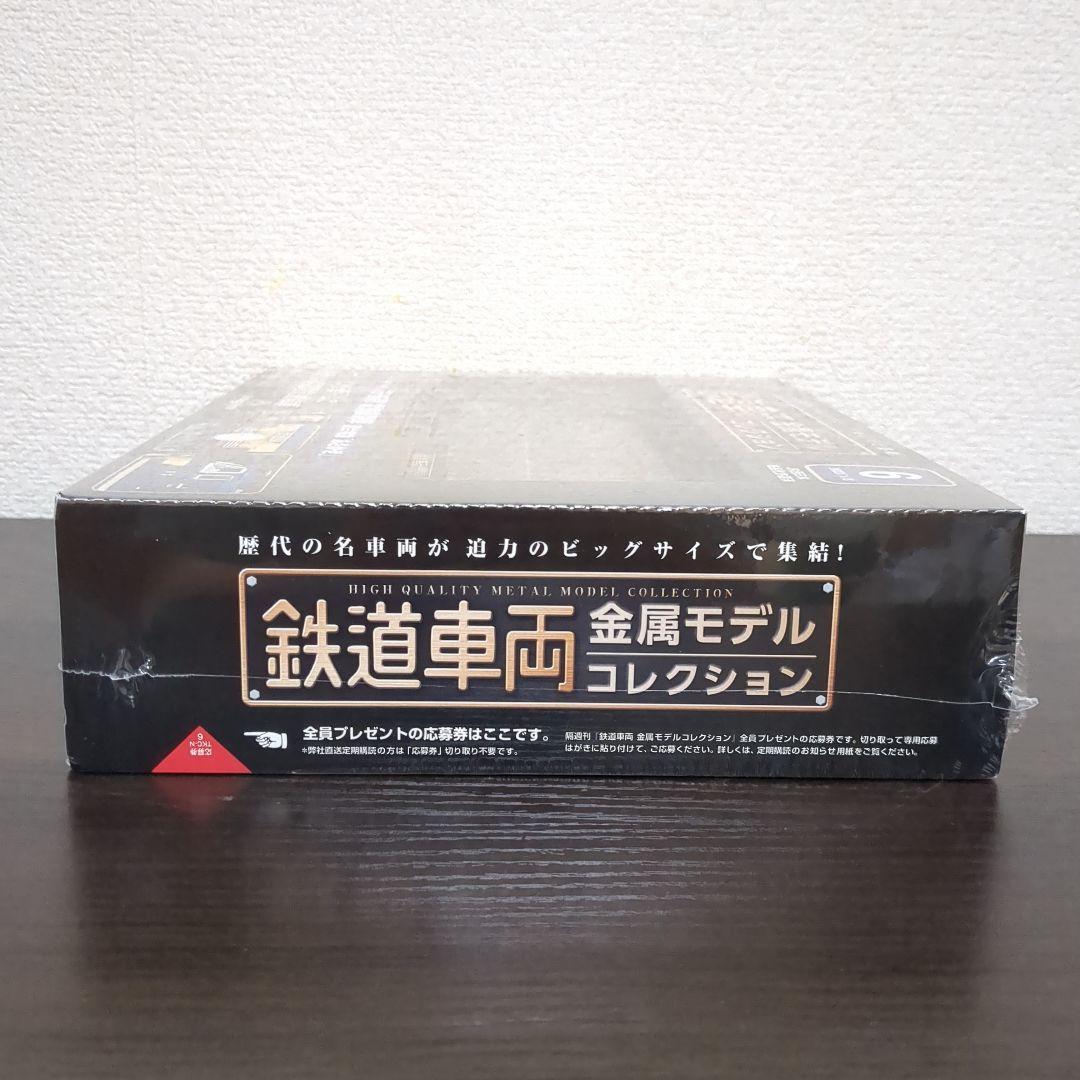 6
歴代の名車両が 迫力のビッグサイズで集結!
HIGH QUALITY METAL MODEL COLLECTION
鉄道車両
金属モデル
コレクション
応募券
TKC-N
6
全員プレゼントの応募券はここです。
*弊社直送定期購読の方は「応募券」切り取り不要です。
隔週刊『鉄道車両 金属モデルコレクション』全員プレゼントの応募券です。切り取って専用応募
はがきに貼り付けて、ご応募ください。詳しくは、定期購読のお知らせ用紙をご覧ください。